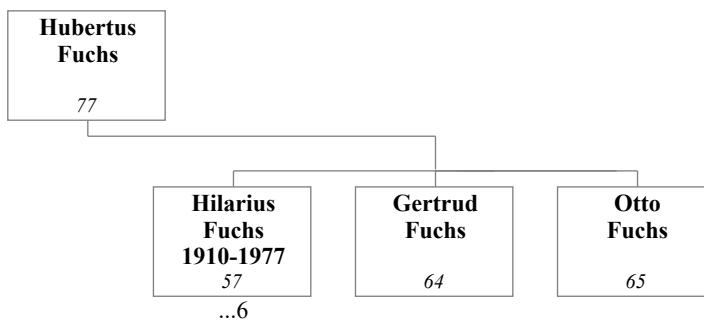 Hubertus
Fuchs
77
Hilarius
Fuchs
1910-1977
57
...6
Gertrud
Fuchs
64
Otto
Fuchs
65